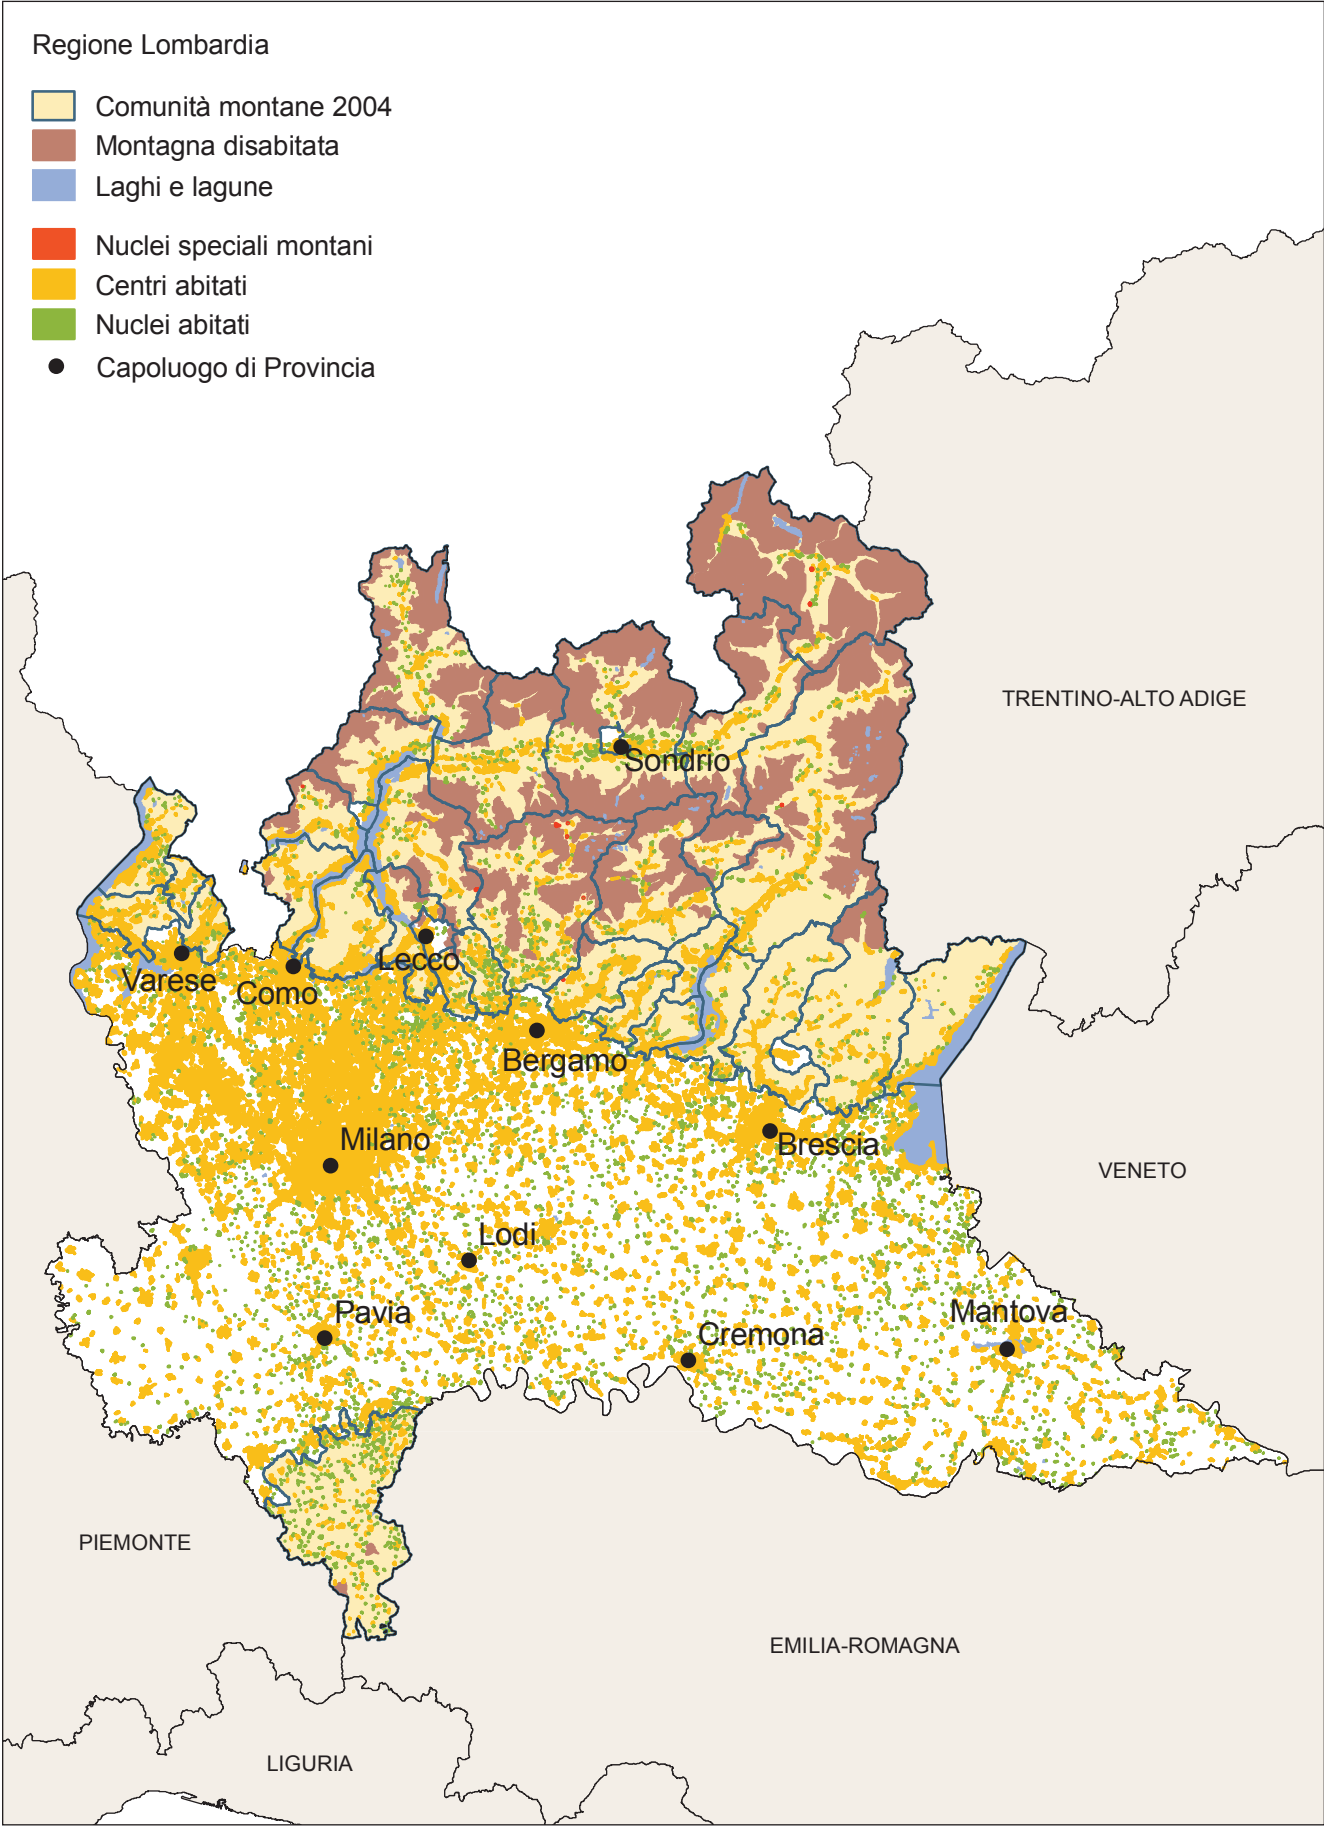 Regione Lombardia
Comunità montane 2004
Montagna disabitata
Laghi e lagune
Nuclei speciali montani
Centri abitati
Nuclei abitati
Capoluogo di Provincia
TRENTINO-ALTO ADIGE
Sondrio
Lecco
Varese
Como
Bergamo
Milano
Brescia
VENETO
Lodi
Pavia
Mantova
Cremona
PIEMONTE
EMILIA-ROMAGNA
LIGURIA